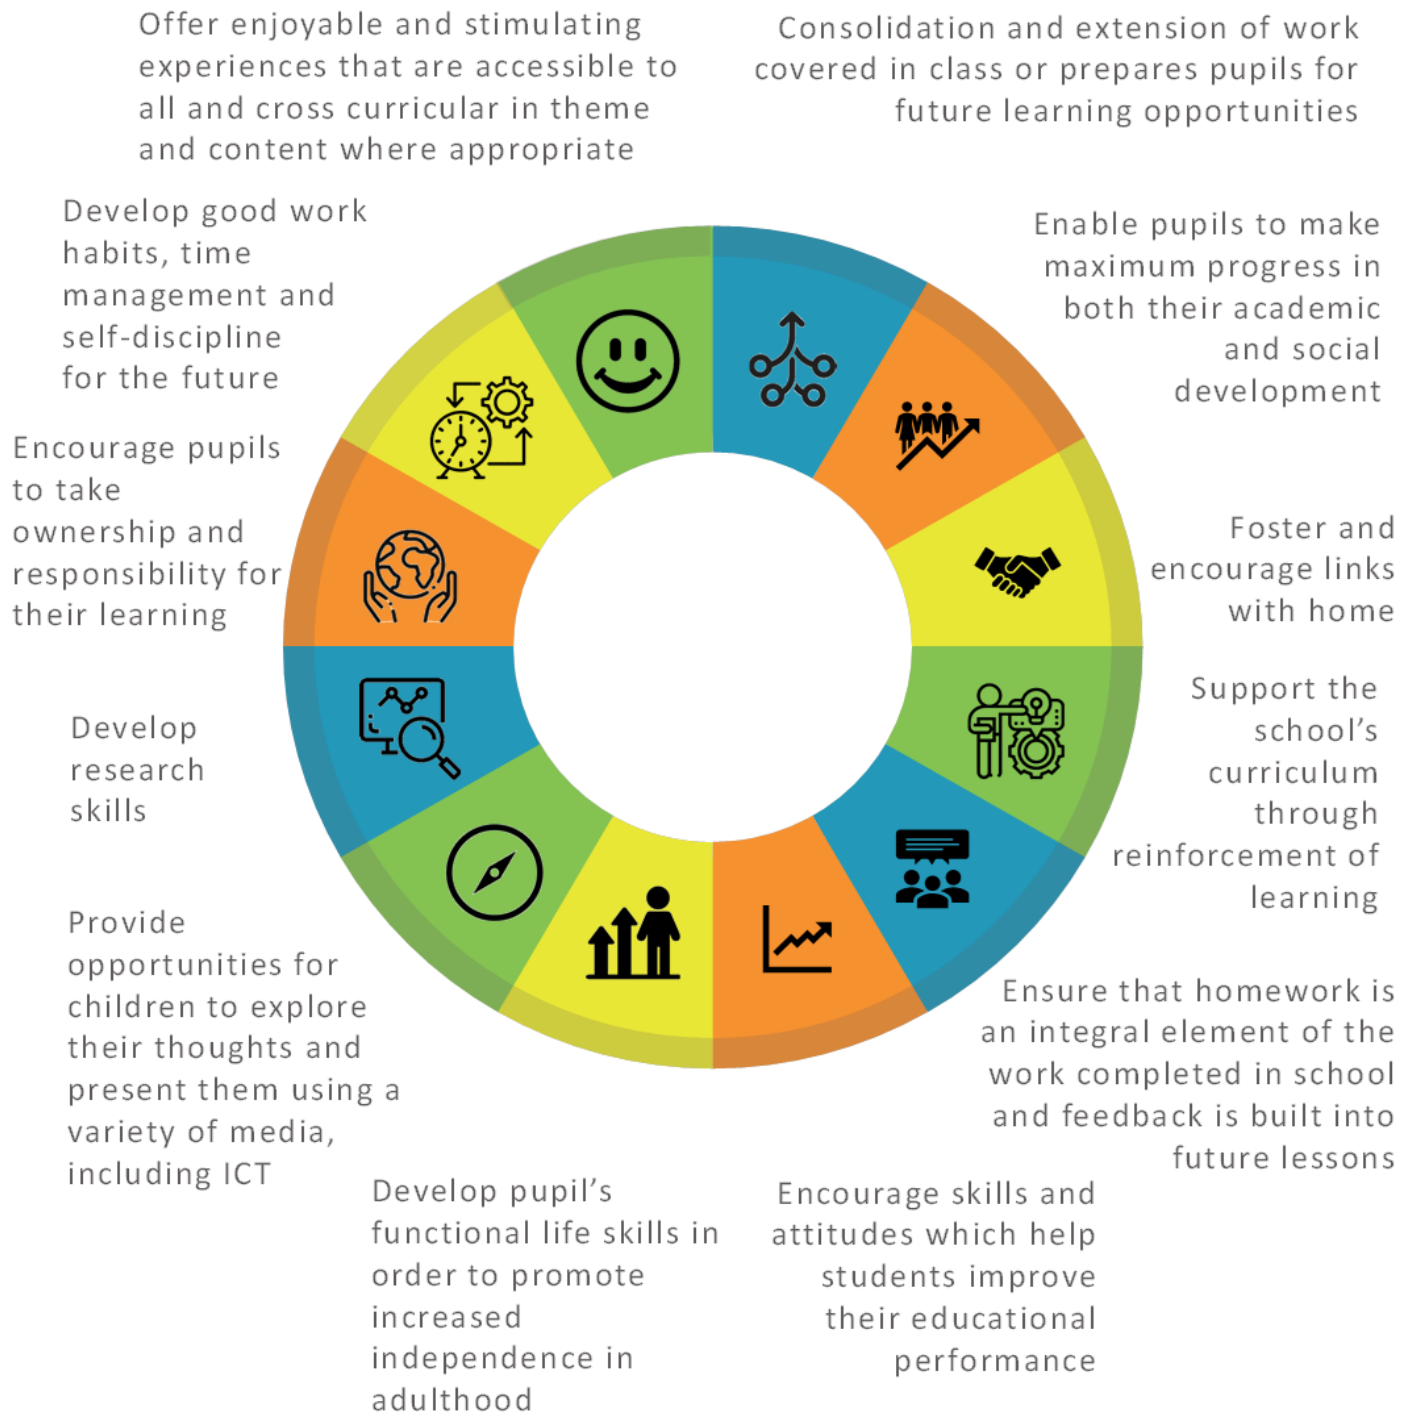 Offer enjoyable and stimulating
experiences that are accessible to
all and cross curricular in theme
and content where appropriate
Consolidation and extension of work
covered in class or prepares pupils for
future learning opportunities
Enable pupils to make
maximum progress in
both their academic
and social
development
Foster and
encourage links
with home
Support the
school’s
curriculum
through
reinforcement of
learning
Ensure that homework is
an integral element of the
work completed in school
and feedback is built into
future lessons
Encourage skills and
attitudes which help
students improve
their educational
performance
Develop pupil’s
functional life skills in
order to promote
increased
independence in
adulthood
Provide
opportunities for
children to explore
their thoughts and
present them using a
variety of media,
including ICT
Develop
research
skills
Encourage pupils
to take
ownership and
responsibility for
their learning
Develop good work
habits, time
management and
self-discipline
for the future